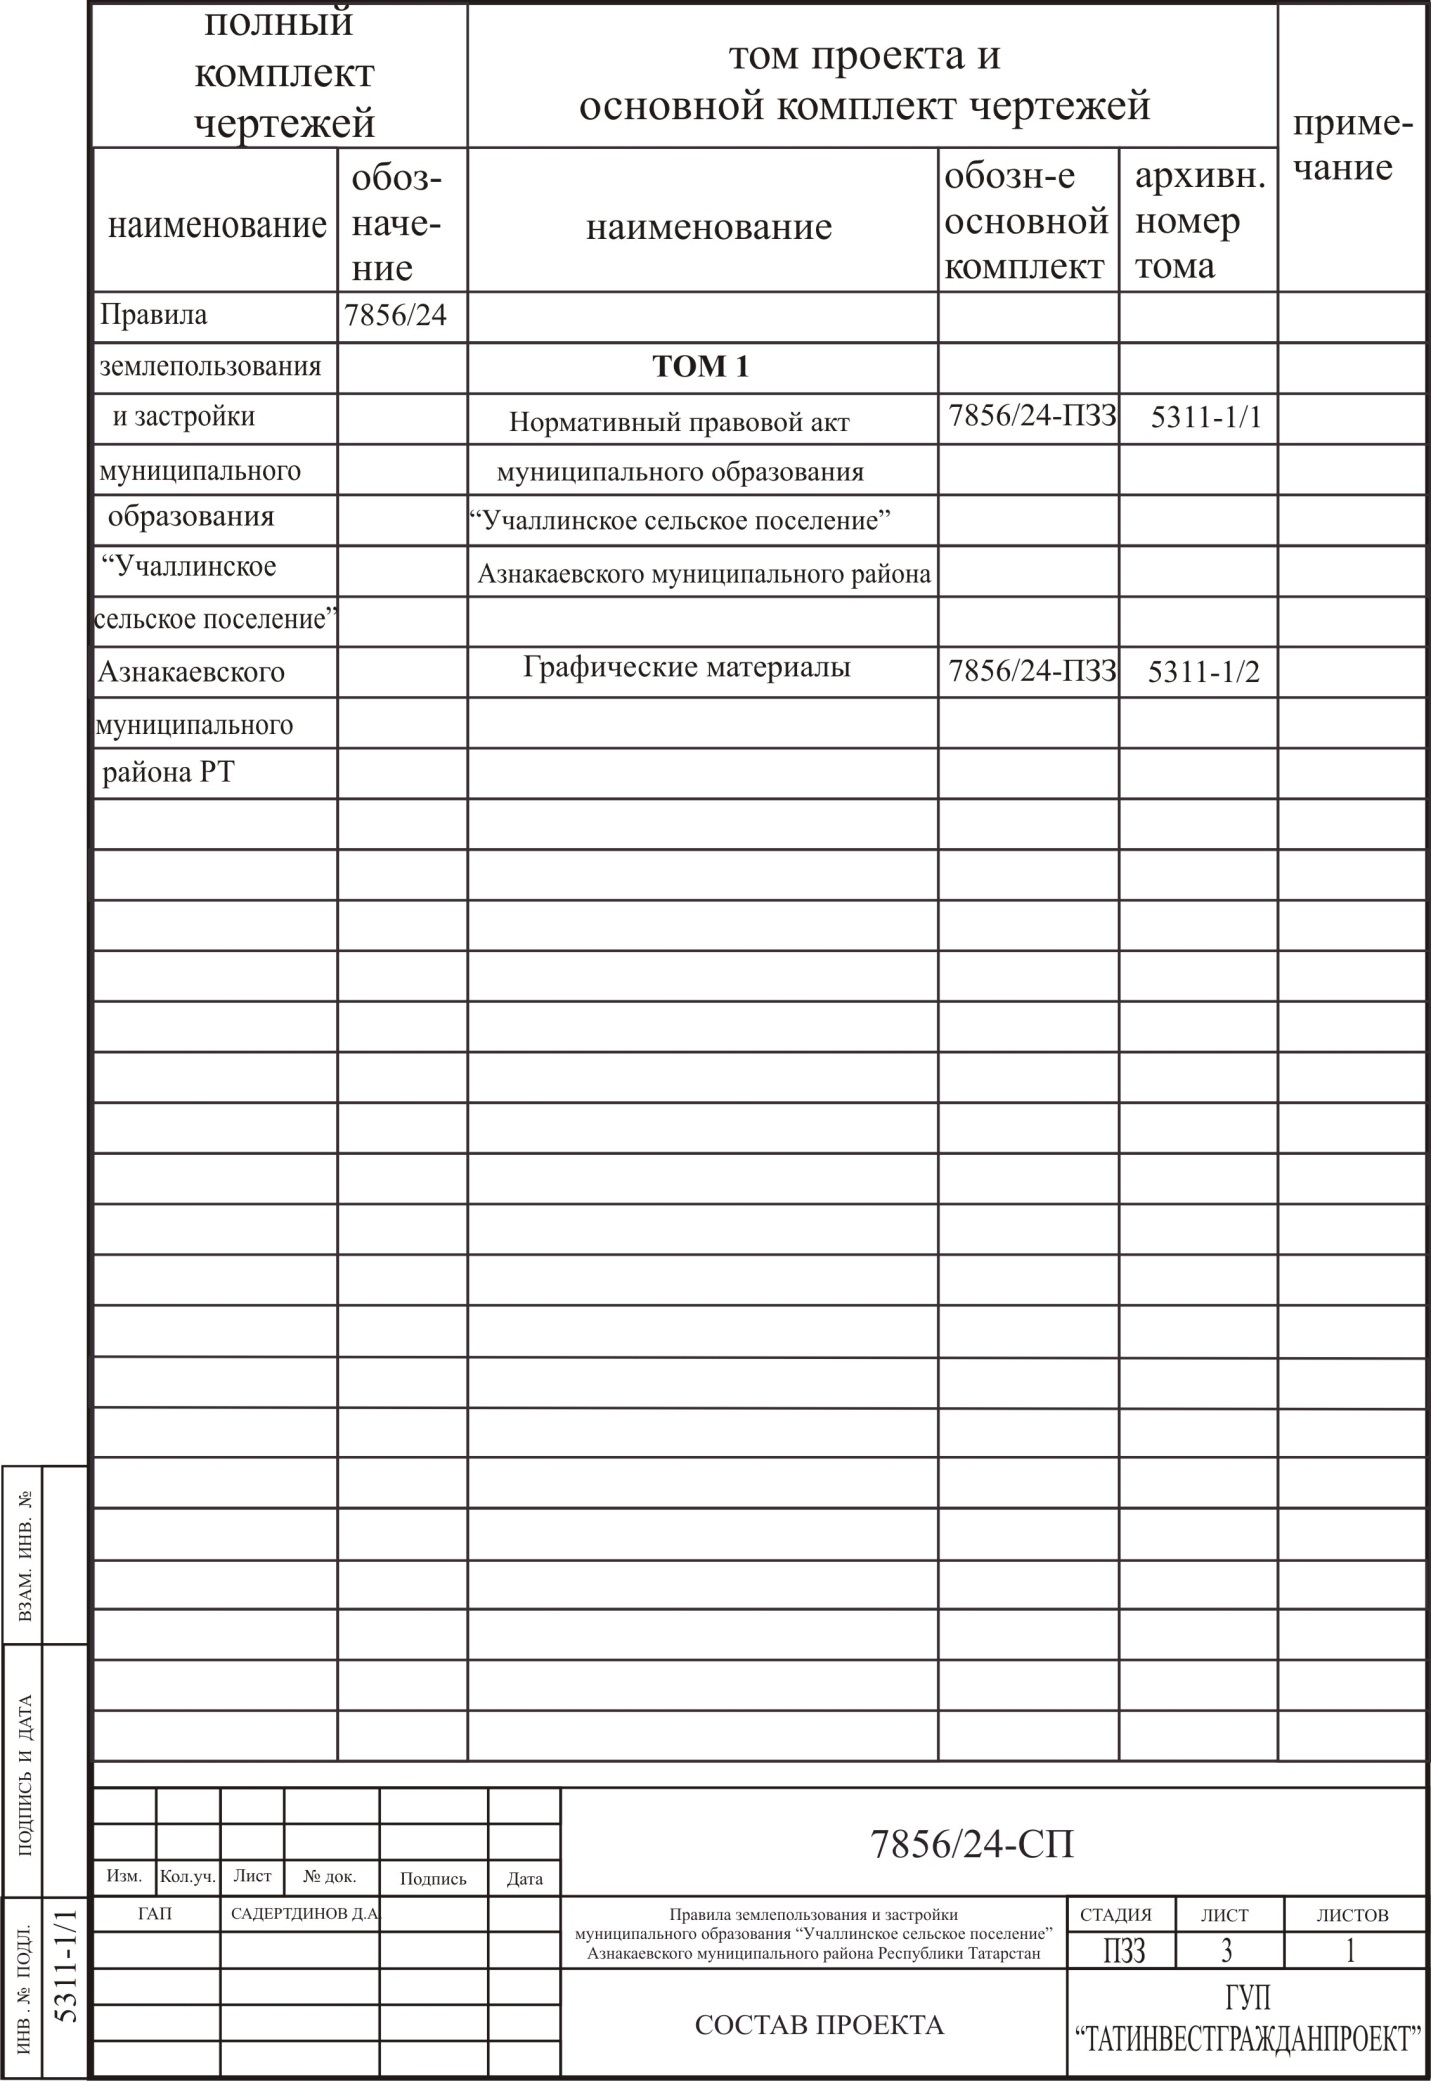 полный
комплект
чертежей
том проекта и
основной комплект чертежей
приме-
чание
наименование
обоз-
наче-
ние
наименование
обозн-е
основной
комплект
архивн.
номер
тома
Правила 7856/24
землепользования ТОМ 1
и застройки Нормативный правовой акт 7856/24-ПЗЗ 5311-1/1
муниципального муниципального образования
образования “Учаллинское сельское поселение”
“Учаллинское Азнакаевского муниципального района
сельское поселение”
Азнакаевского Графические материалы 7856/24-ПЗЗ 5311-1/2
муниципального
района РТ
ВЗАМ. ИНВ. №
ПОДПИСЬ И ДАТА
ИНВ . № ПОДЛ.
5311-1/1
7856/24-СП
Изм. Кол.уч. Лист № док. Подпись Дата
ГАП САДЕРТДИНОВ Д.А.
Правила землепользования и застройки
муниципального образования “Учаллинское сельское поселение”
Азнакаевского муниципального района Республики Татарстан
СТАДИЯ ЛИСТ ЛИСТОВ
ПЗЗ 3 1
СОСТАВ ПРОЕКТА
ГУП
“ТАТИНВЕСТГРАЖДАНПРОЕКТ”